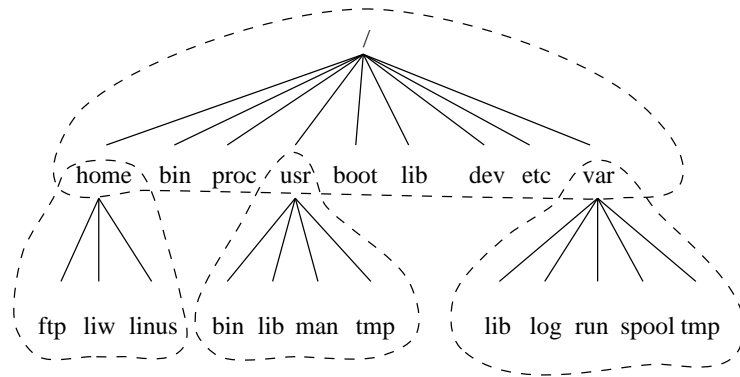 /
home bin proc usr boot lib dev etc var
ftp liw linus bin lib man tmp lib log run spool tmp